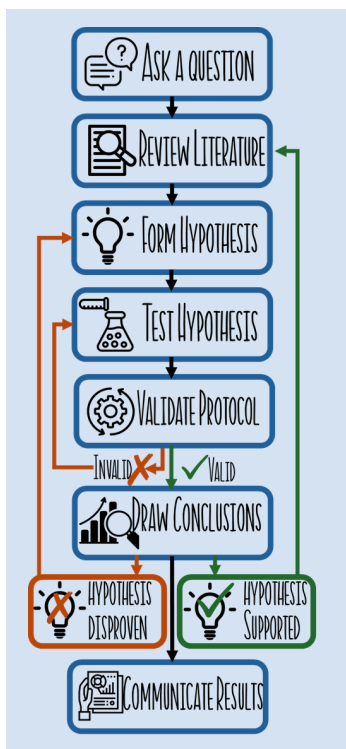 Ask a question
Review Literature
Form Hypothesis
Test Hypothesis
Validate Protocol
Invalid
Valid
Draw Conclusions
Hypothesis
Disproven
Hypothesis
Supported
Communicate Results